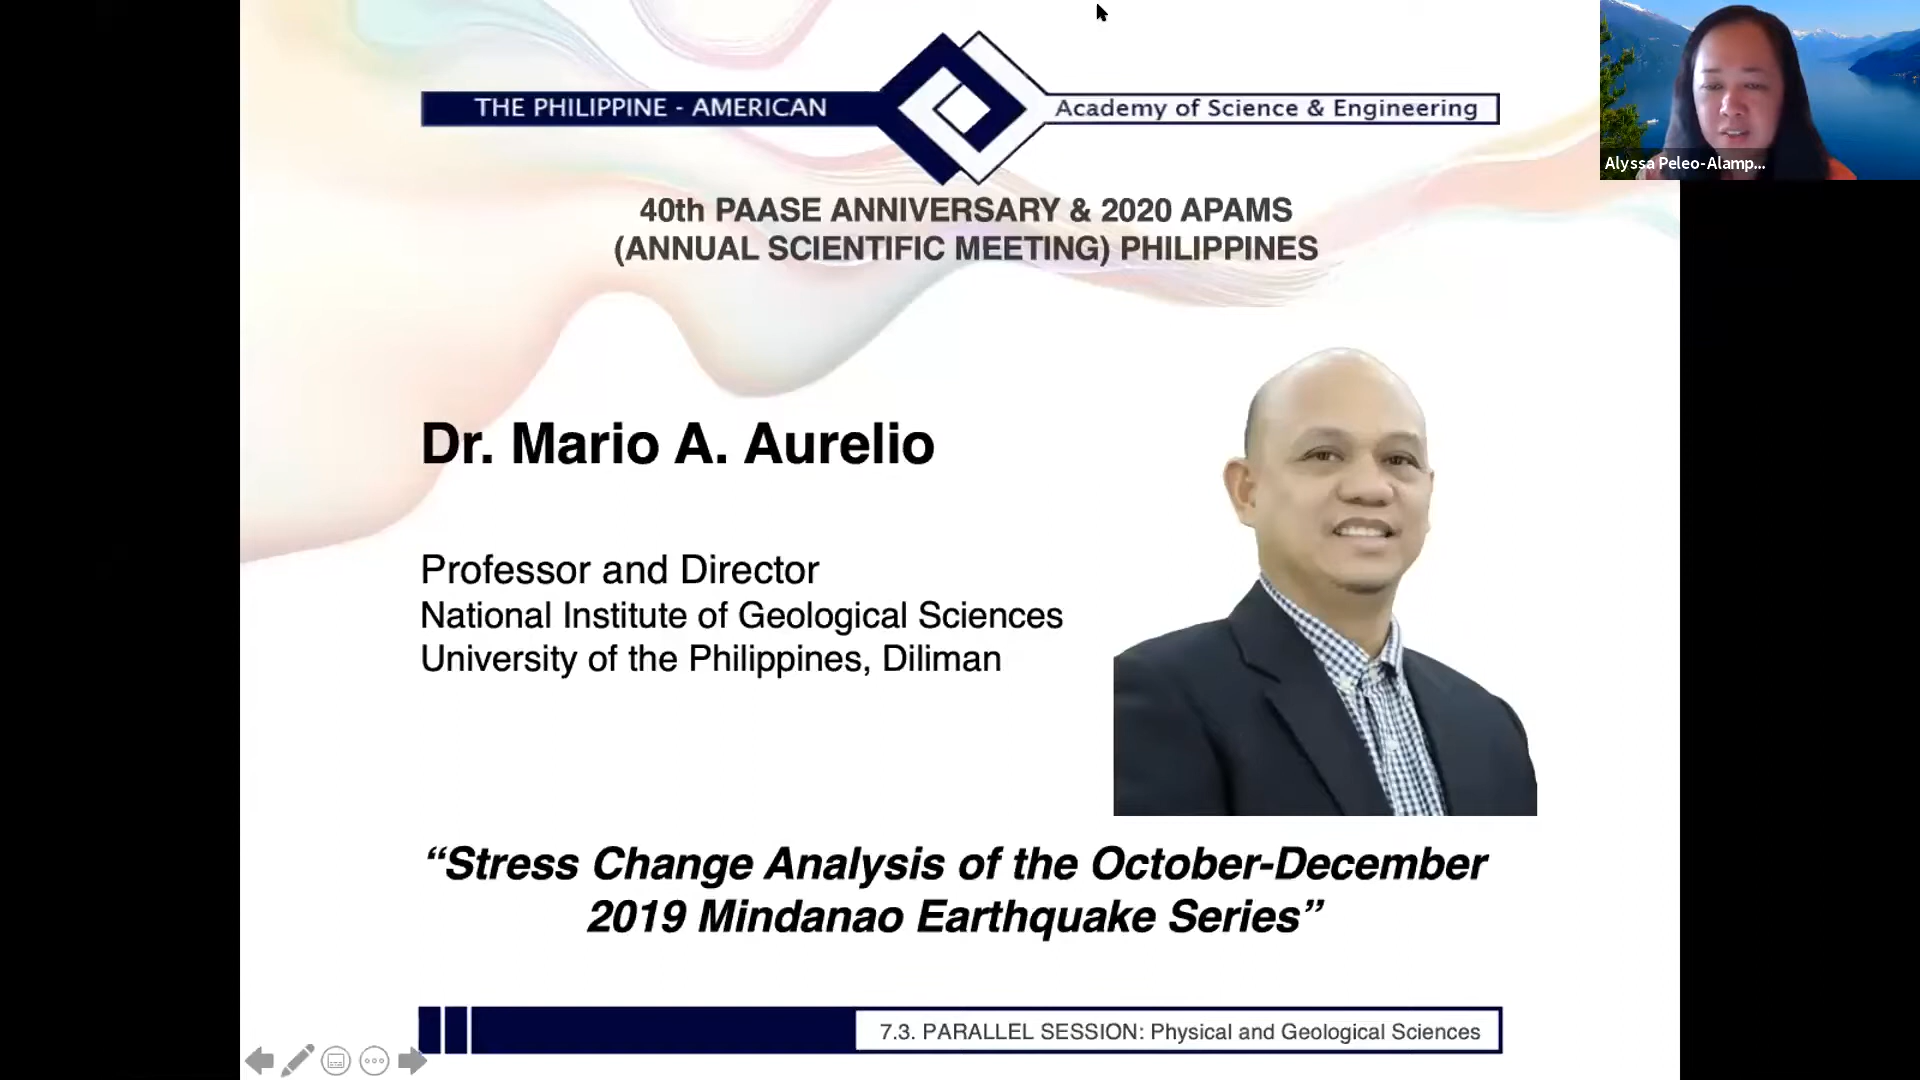 THE PHILIPPINE - AMERICAN Academy of Science & Engineering
40th PAASE ANNIVERSARY & 2020 APAMS
(ANNUAL SCIENTIFIC MEETING) PHILIPPINES
Alyssa Peleo-Alamp...
Dr. Mario A. Aurelio
Professor and Director
National Institute of Geological Sciences
University of the Philippines, Diliman
“Stress Change Analysis of the October-December
2019 Mindanao Earthquake Series”
7.3. PARALLEL SESSION: Physical and Geological Sciences